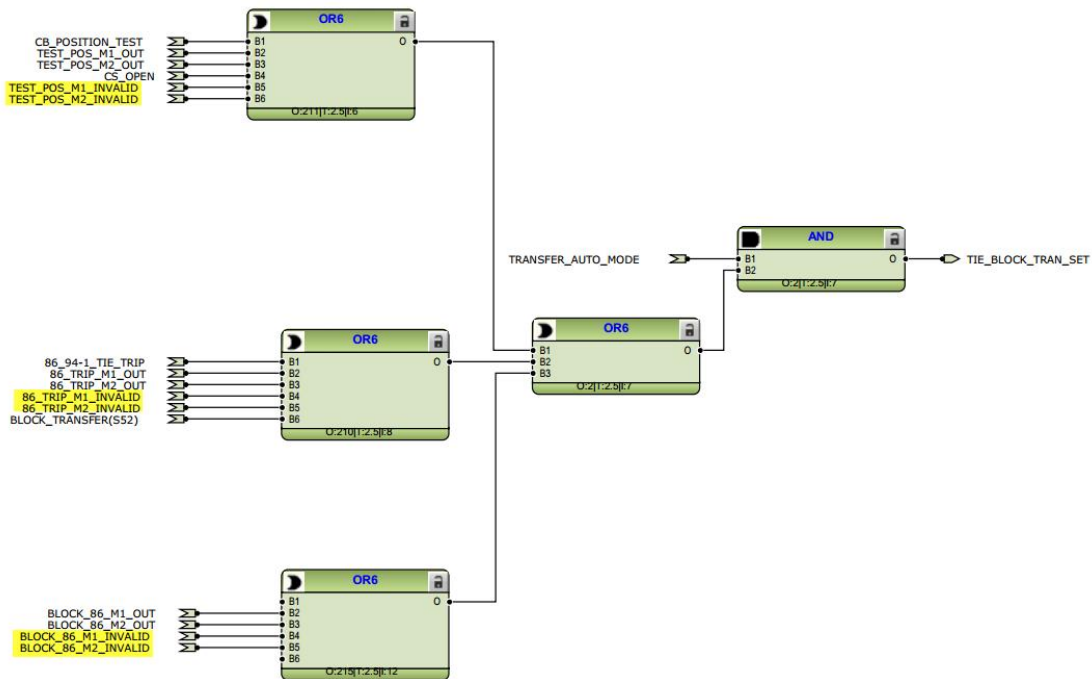 OR6
CB_POSITION_TEST
TEST_POS_M1_OUT
TEST_POS_M2_OUT
CS_OPEN
TEST_POS_M1_INVALID
TEST_POS_M2_INVALID
B1
B2
B3
B4
B5
B6
O
O:211|T:2.5|I:6
AND
TRANSFER_AUTO_MODE
B1
B2
O
TIE_BLOCK_TRAN_SET
O:2|T:2.5|I:7
OR6
B1
B2
B3
O
O:2|T:2.5|I:7
OR6
86_94-1_TIE_TRIP
86_TRIP_M1_OUT
86_TRIP_M2_OUT
86_TRIP_M1_INVALID
86_TRIP_M2_INVALID
BLOCK_TRANSFER(S52)
B1
B2
B3
B4
B5
B6
O
O:210|T:2.5|I:8
OR6
BLOCK_86_M1_OUT
BLOCK_86_M2_OUT
BLOCK_86_M1_INVALID
BLOCK_86_M2_INVALID
B1
B2
B3
B4
B5
B6
O
O:215|T:2.5|I:12